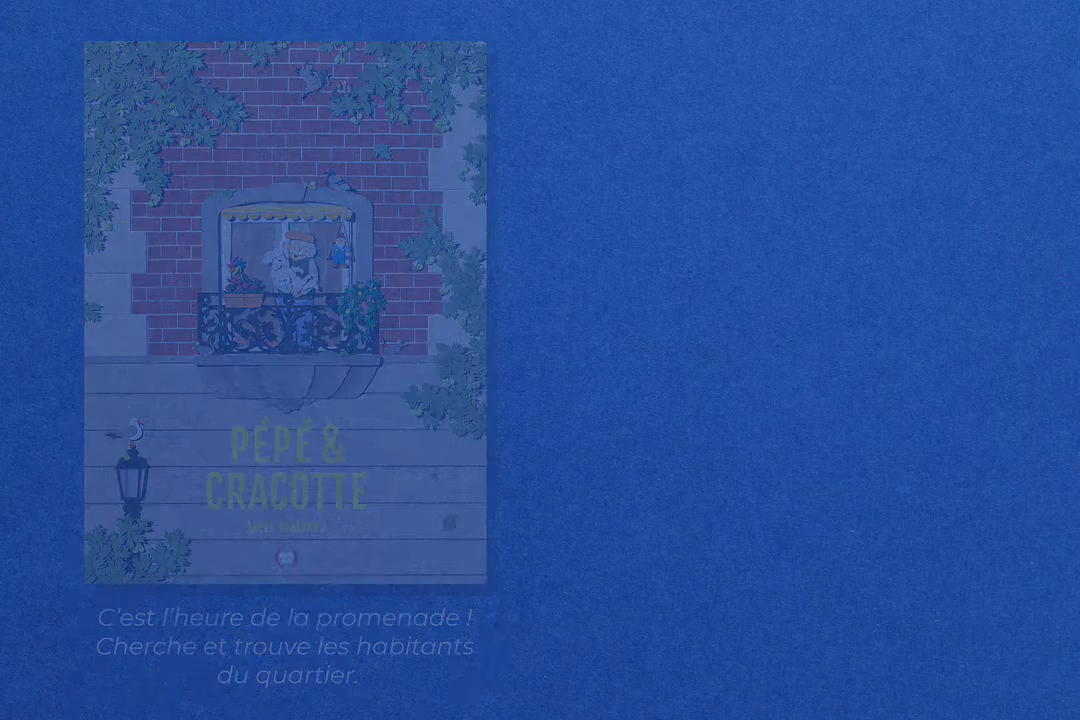 PÉPÉ &
CRACOTTE
C'est l'heure de la promenade !
Cherche et trouve les habitants
du quartier.